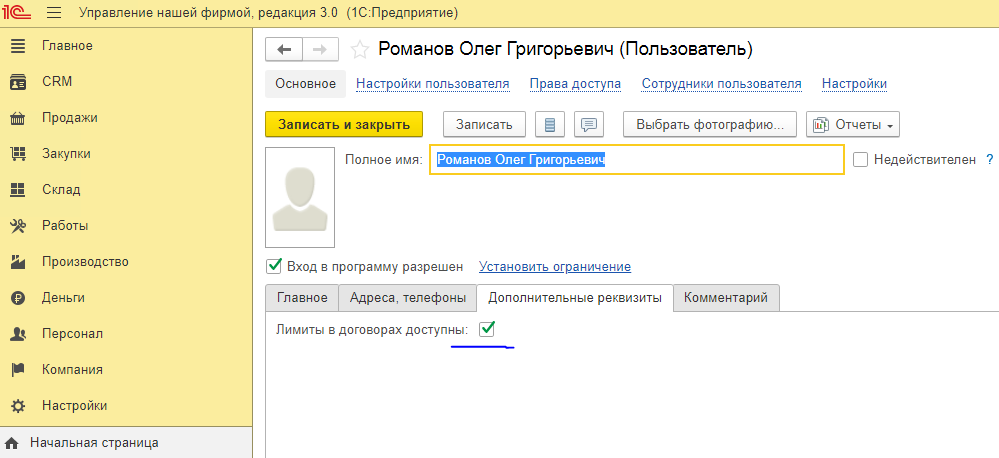 1С Управление нашей фирмой, редакция 3.0 (1С:Предприятие)
Главное
CRM
Продажи
Закупки
Склад
Работы
Производство
Деньги
Персонал
Компания
Настройки
Начальная страница
Романов Олег Григорьевич (Пользователь)
Основное Настройки пользователя Права доступа Сотрудники пользователя Настройки
Записать и закрыть Записать Выбрать фотографию... Отчеты
Полное имя: Романов Олег Григорьевич Недействителен ?
Вход в программу разрешен Установить ограничение
Главное Адреса, телефоны Дополнительные реквизиты Комментарий
Лимиты в договорах доступны: